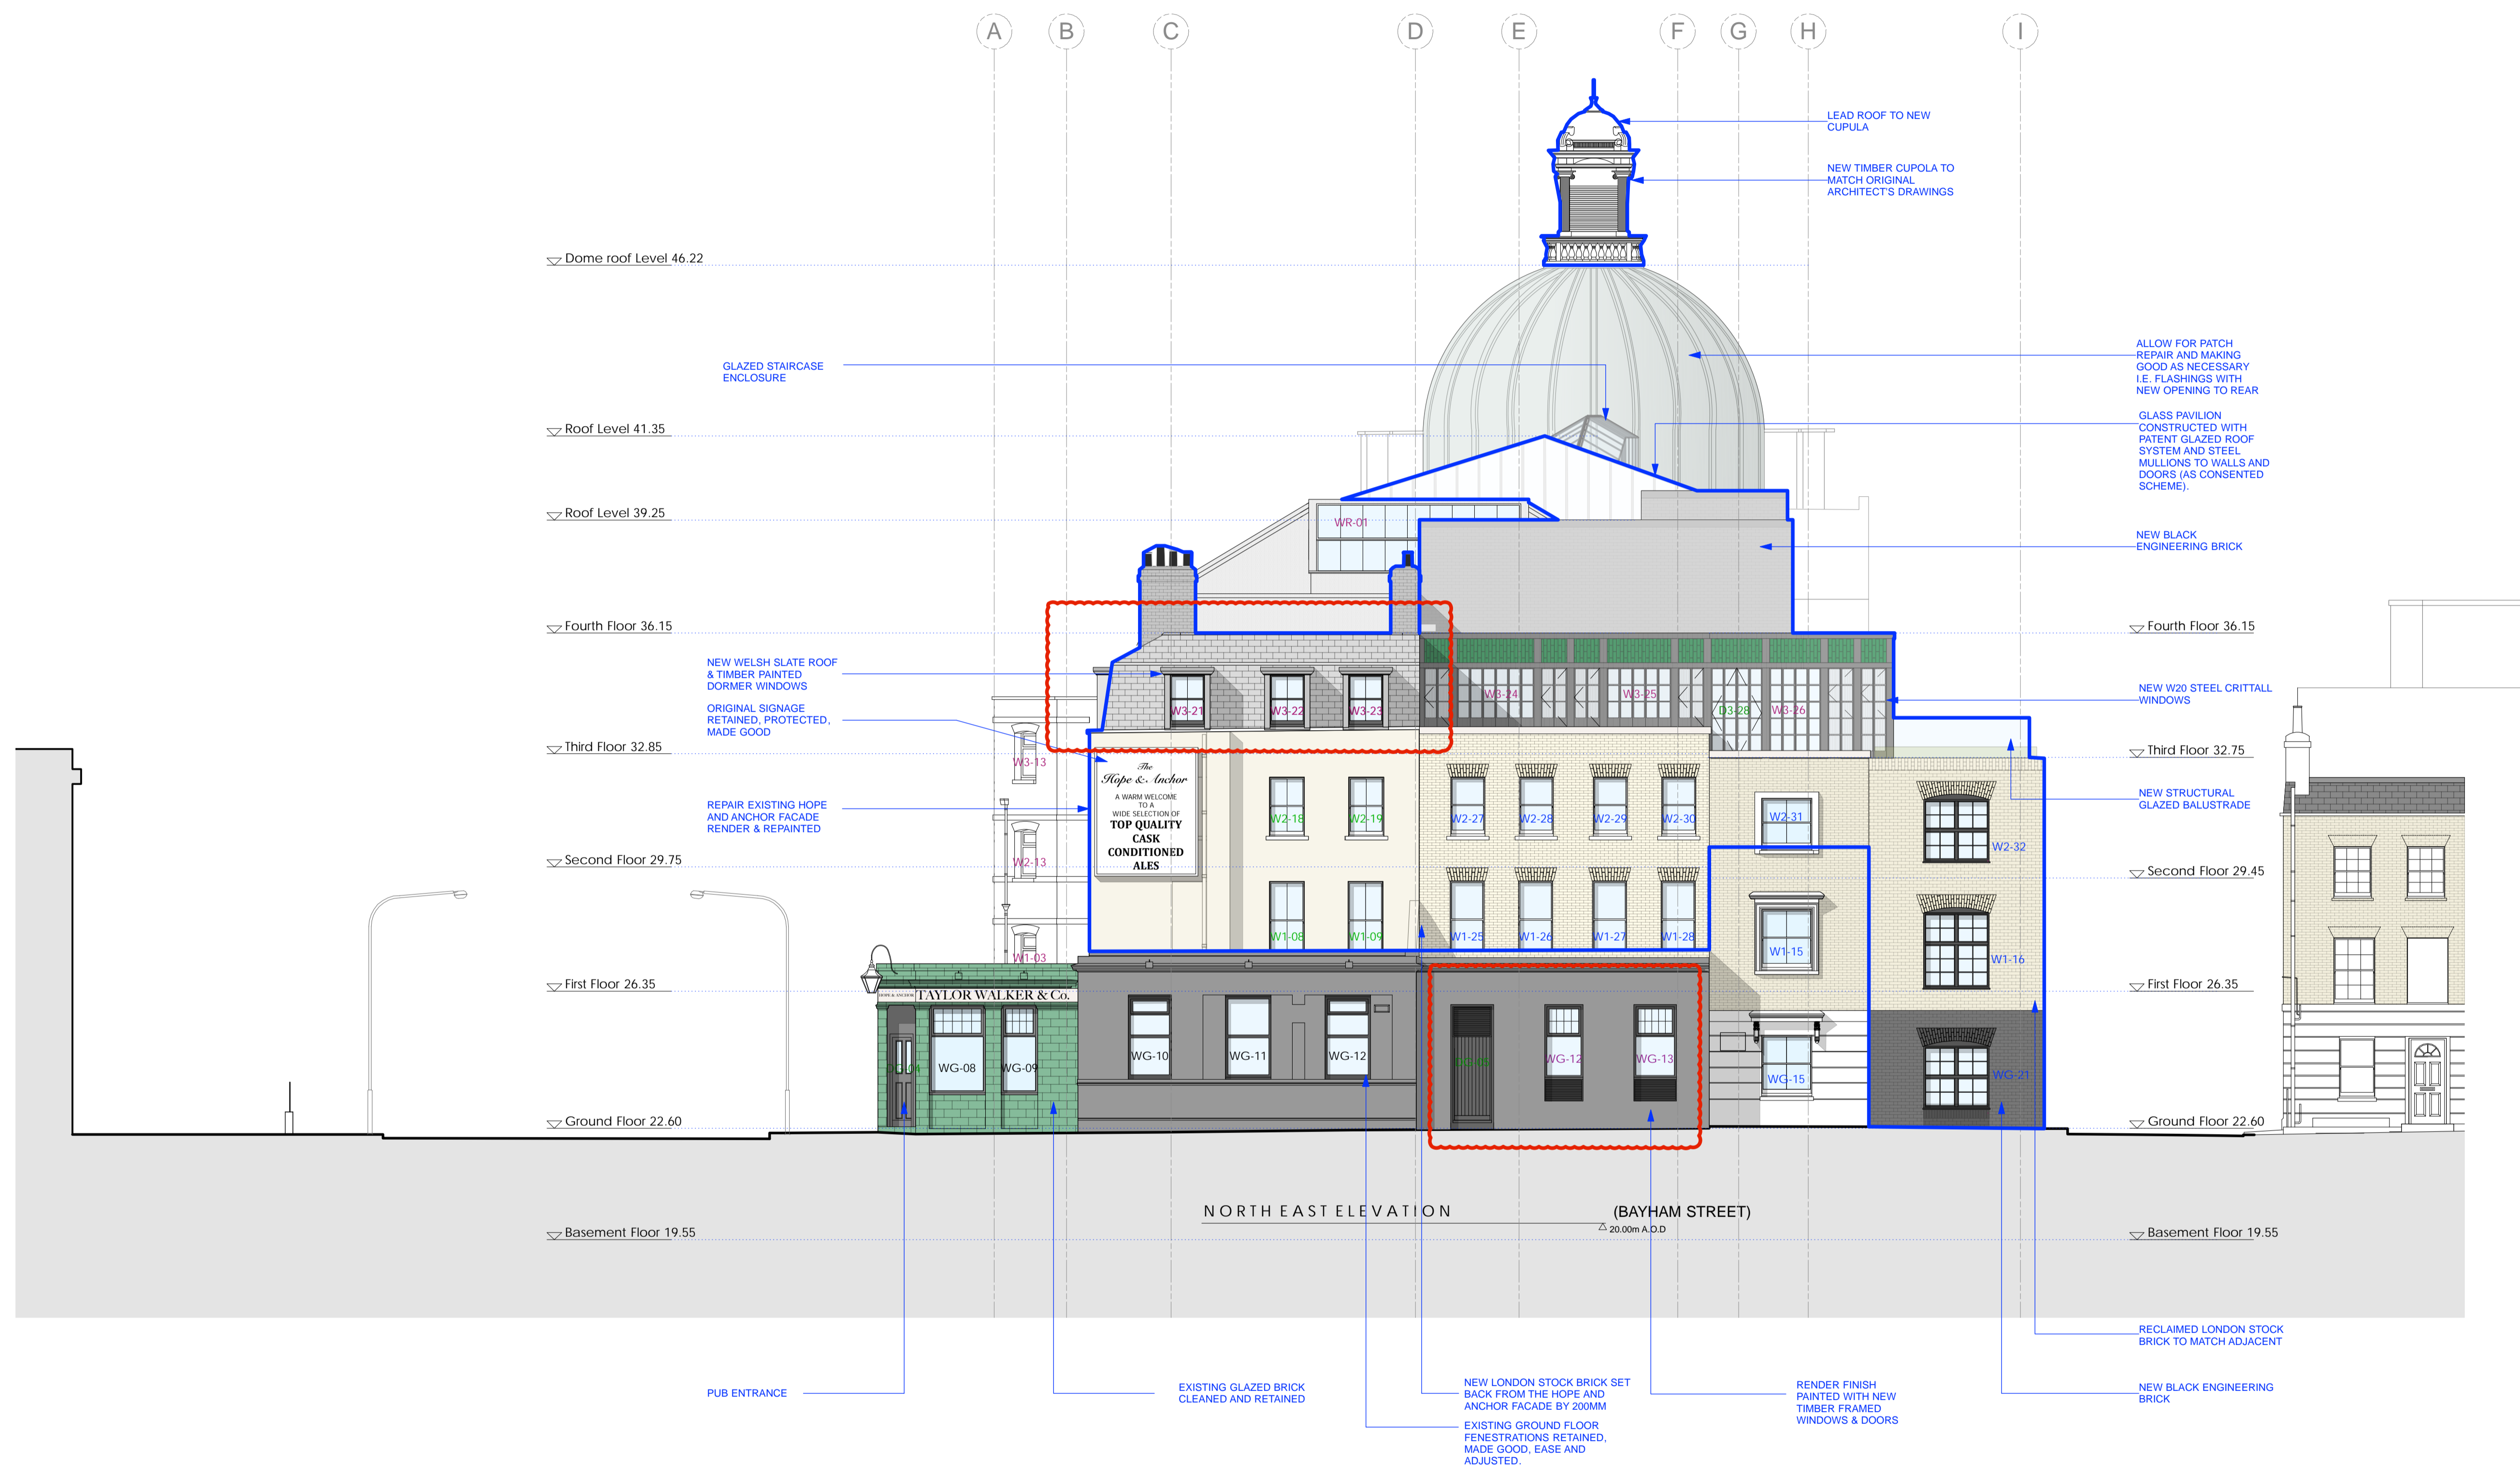 A B C D E F G H I
LEAD ROOF TO NEW
CUPULA
NEW TIMBER CUPOLA TO
MATCH ORIGINAL
ARCHITECT'S DRAWINGS
Dome roof Level 46.22
ALLOW FOR PATCH
REPAIR AND MAKING
GOOD AS NECESSARY
I.E. FLASHINGS WITH
NEW OPENING TO REAR
GLAZED STAIRCASE
ENCLOSURE
GLASS PAVILION
CONSTRUCTED WITH
PATENT GLAZED ROOF
SYSTEM AND STEEL
MULLIONS TO WALLS AND
DOORS (AS CONSENTED
SCHEME).
Roof Level 41.35
Roof Level 39.25
WR-01
NEW BLACK
ENGINEERING BRICK
Fourth Floor 36.15
Fourth Floor 36.15
NEW WELSH SLATE ROOF
& TIMBER PAINTED
DORMER WINDOWS
W3-21 W3-22 W3-23 W3-24 W3-25 D3-28 W3-26
NEW W20 STEEL CRITTALL
WINDOWS
ORIGINAL SIGNAGE
RETAINED, PROTECTED,
MADE GOOD
Third Floor 32.85
Third Floor 32.75
W3-13
The
Hope & Anchor
A WARM WELCOME
TO A
WIDE SELECTION OF
TOP QUALITY
CASK
CONDITIONED
ALES
NEW STRUCTURAL
GLAZED BALUSTRADE
REPAIR EXISTING HOPE
AND ANCHOR FACADE
RENDER & REPAINTED
W2-18 W2-19 W2-27 W2-28 W2-29 W2-30 W2-31
W2-32
Second Floor 29.75
W2-13
Second Floor 29.45
W1-08 W1-09 W1-25 W1-26 W1-27 W1-28
W1-15
W1-16
W1-03
First Floor 26.35
First Floor 26.35
HOPE & ANCHOR TAYLOR WALKER & Co.
WG-08 WG-09 WG-10 WG-11 WG-12 WG-12 WG-13
WG-15 WG-21
Ground Floor 22.60
Ground Floor 22.60
NORTH EAST ELEVATION (BAYHAM STREET)
20.00m A.O.D
Basement Floor 19.55
Basement Floor 19.55
RECLAIMED LONDON STOCK
BRICK TO MATCH ADJACENT
PUB ENTRANCE
EXISTING GLAZED BRICK
CLEANED AND RETAINED
NEW LONDON STOCK BRICK SET
BACK FROM THE HOPE AND
ANCHOR FACADE BY 200MM
EXISTING GROUND FLOOR
FENESTRATIONS RETAINED,
MADE GOOD, EASE AND
ADJUSTED.
RENDER FINISH
PAINTED WITH NEW
TIMBER FRAMED
WINDOWS & DOORS
NEW BLACK ENGINEERING
BRICK